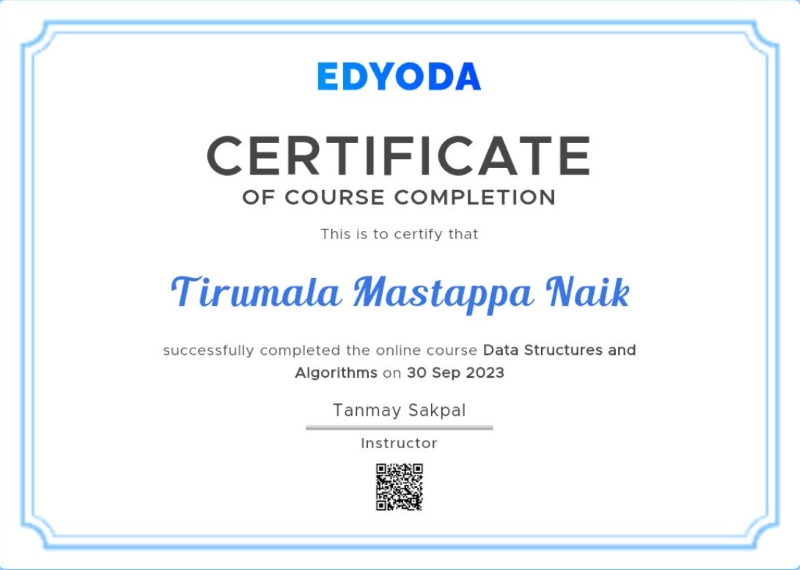 EDYODA
CERTIFICATE
OF COURSE COMPLETION
This is to certify that
Tirumala Mastappa Naik
successfully completed the online course Data Structures and
Algorithms on 30 Sep 2023
Tanmay Sakpal
Instructor